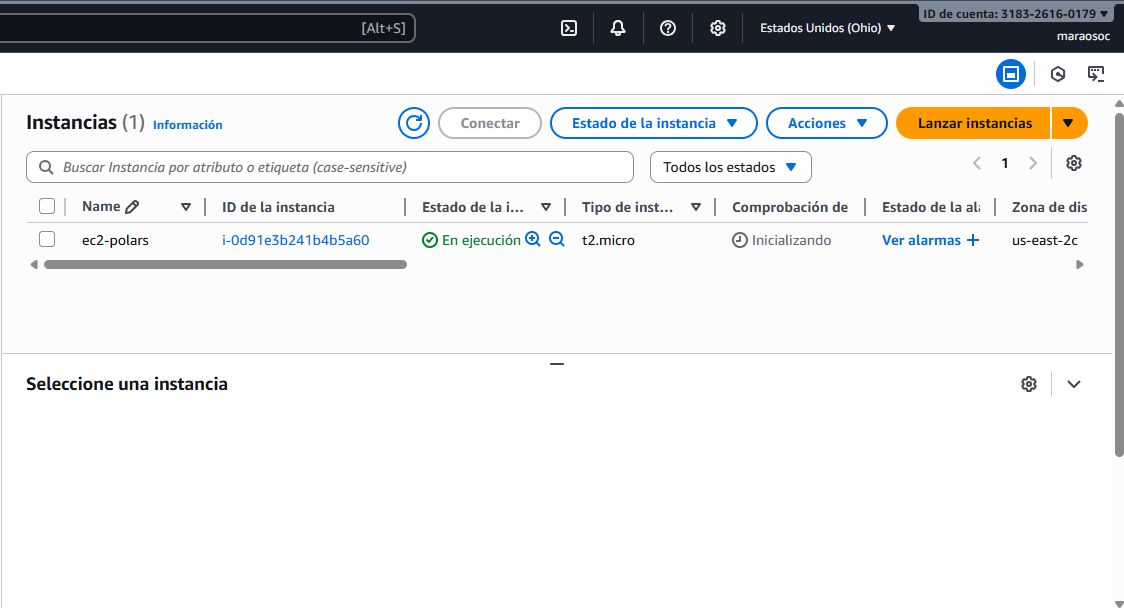 [Alt+S]
Estados Unidos (Ohio)
ID de cuenta: 3183-2616-0179
maraosoc
Instancias (1) Información
Conectar
Estado de la instancia
Acciones
Lanzar instancias
Buscar Instancia por atributo o etiqueta (case-sensitive)
Todos los estados
1
Name ID de la instancia Estado de la i... Tipo de inst... Comprobación de Estado de la ala Zona de dis
ec2-polars i-0d91e3b241b4b5a60 En ejecución t2.micro Inicializando Ver alarmas + us-east-2c
Seleccione una instancia